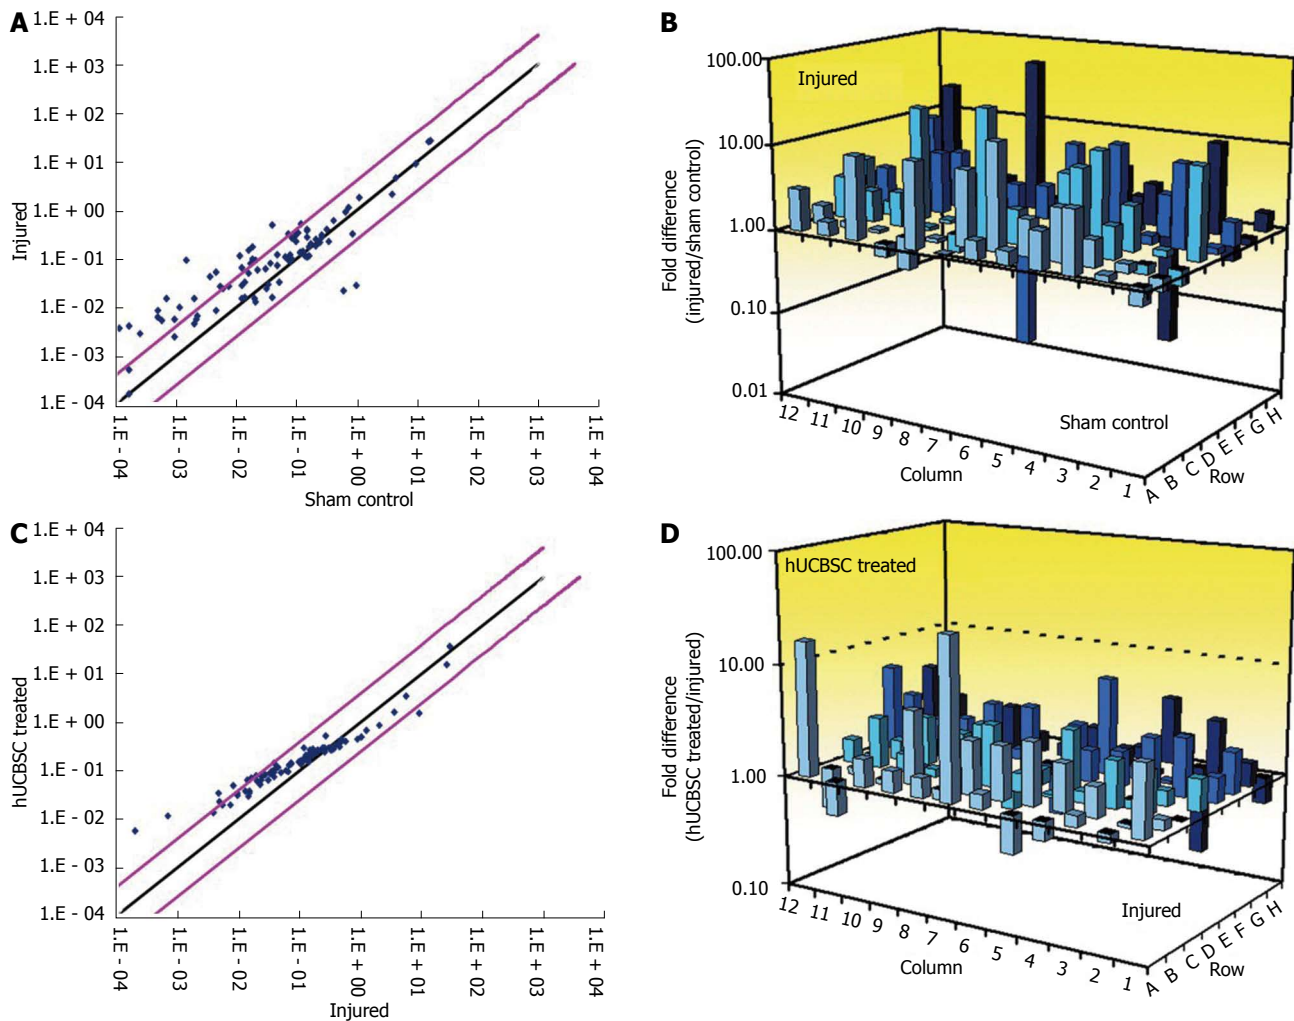 A
1.E + 04
1.E + 03
1.E + 02
1.E + 01
1.E + 00
1.E - 01
1.E - 02
1.E - 03
1.E - 04
Injured
1.E - 04
1.E - 03
1.E - 02
1.E - 01
1.E + 00
1.E + 01
1.E + 02
1.E + 03
1.E + 04
Sham control
B
100.00
10.00
1.00
0.10
0.01
Fold difference
(injured/sham control)
Injured
Sham control
12 11 10 9 8 7 6 5 4 3 2 1
Column
A B C D E F G H
Row
C
1.E + 04
1.E + 03
1.E + 02
1.E + 01
1.E + 00
1.E - 01
1.E - 02
1.E - 03
1.E - 04
hUCBSC treated
1.E - 04
1.E - 03
1.E - 02
1.E - 01
1.E + 00
1.E + 01
1.E + 02
1.E + 03
1.E + 04
Injured
D
100.00
10.00
1.00
0.10
Fold difference
(hUCBSC treated/injured)
hUCBSC treated
Injured
12 11 10 9 8 7 6 5 4 3 2 1
Column
A B C D E F G H
Row